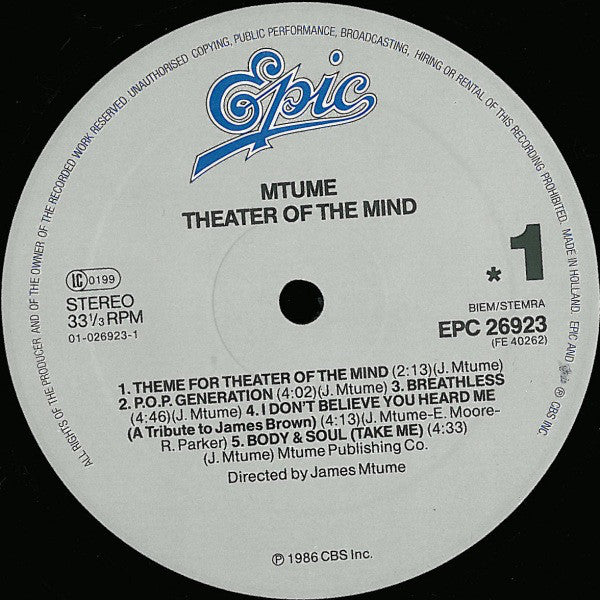 ALL RIGHTS OF THE PRODUCER AND OF THE OWNER OF THE RECORDED WORK RESERVED. UNAUTHORISED COPYING, PUBLIC PERFORMANCE, BROADCASTING, HIRING OR RENTAL OF THIS RECORDING PROHIBITED. MADE IN HOLLAND. EPIC AND Epic ® CBS INC.
Epic
MTUME
THEATER OF THE MIND
LC 0199
STEREO
33⅓ RPM
01-026923-1
*1
BIEM/STEMRA
EPC 26923
(FE 40262)
1. THEME FOR THEATER OF THE MIND (2:13)(J. Mtume)
2. P.O.P. GENERATION (4:02)(J. Mtume) 3. BREATHLESS
(4:46)(J. Mtume) 4. I DON'T BELIEVE YOU HEARD ME
(A Tribute to James Brown) (4:13)(J. Mtume-E. Moore-
R. Parker) 5. BODY & SOUL (TAKE ME) (4:33)
(J. Mtume) Mtume Publishing Co.
Directed by James Mtume
℗ 1986 CBS Inc.